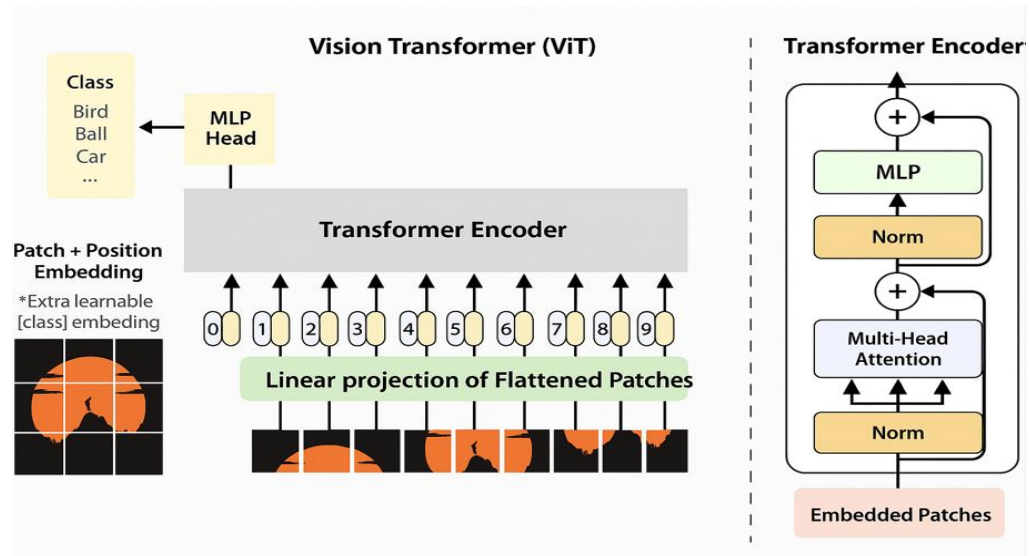 Vision Transformer (ViT)
Class
Bird
Ball
Car
...
MLP
Head
Transformer Encoder
Patch + Position
Embedding
*Extra learnable
[class] embeding
0 1 2 3 4 5 6 7 8 9
Linear projection of Flattened Patches
Transformer Encoder
+
MLP
Norm
+
Multi-Head
Attention
Norm
Embedded Patches